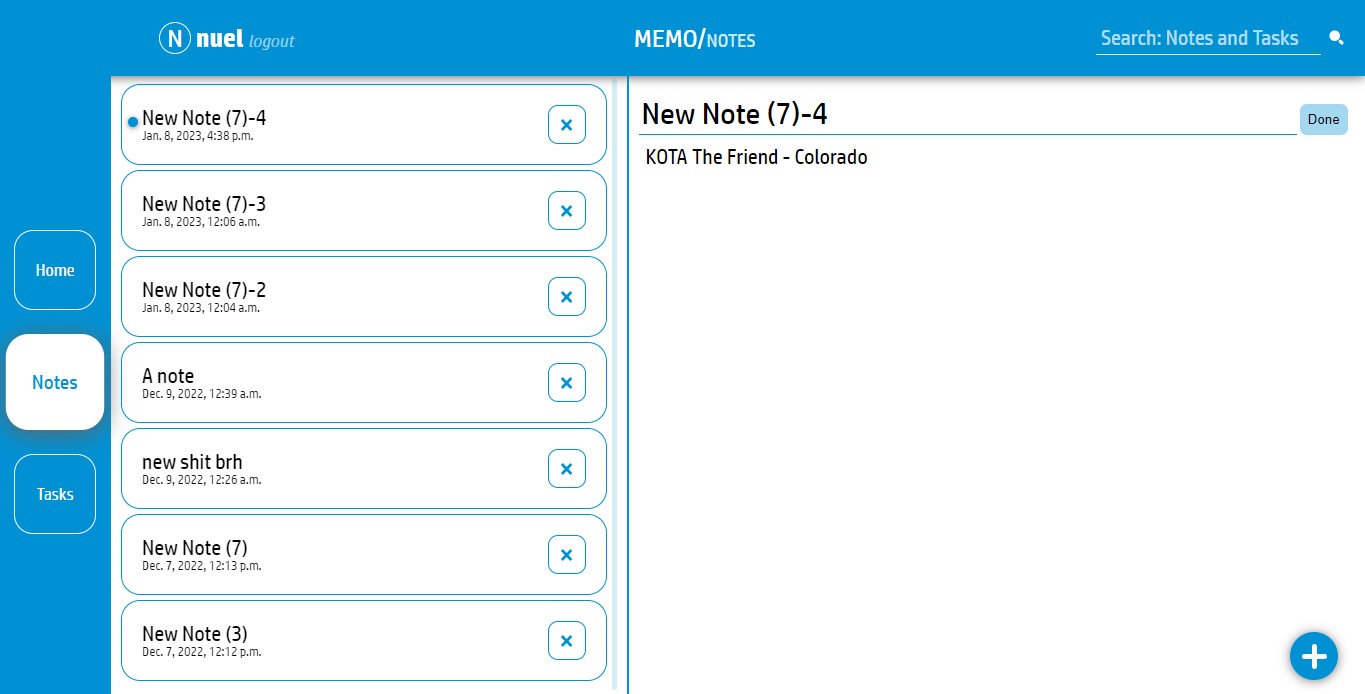 N nuel logout
MEMO/NOTES
Search: Notes and Tasks
Home
Notes
Tasks
New Note (7)-4
Jan. 8, 2023, 4:38 p.m.
New Note (7)-3
Jan. 8, 2023, 12:06 a.m.
New Note (7)-2
Jan. 8, 2023, 12:04 a.m.
A note
Dec. 9, 2022, 12:39 a.m.
new shit brh
Dec. 9, 2022, 12:26 a.m.
New Note (7)
Dec. 7, 2022, 12:13 p.m.
New Note (3)
Dec. 7, 2022, 12:12 p.m.
New Note (7)-4
Done
KOTA The Friend - Colorado